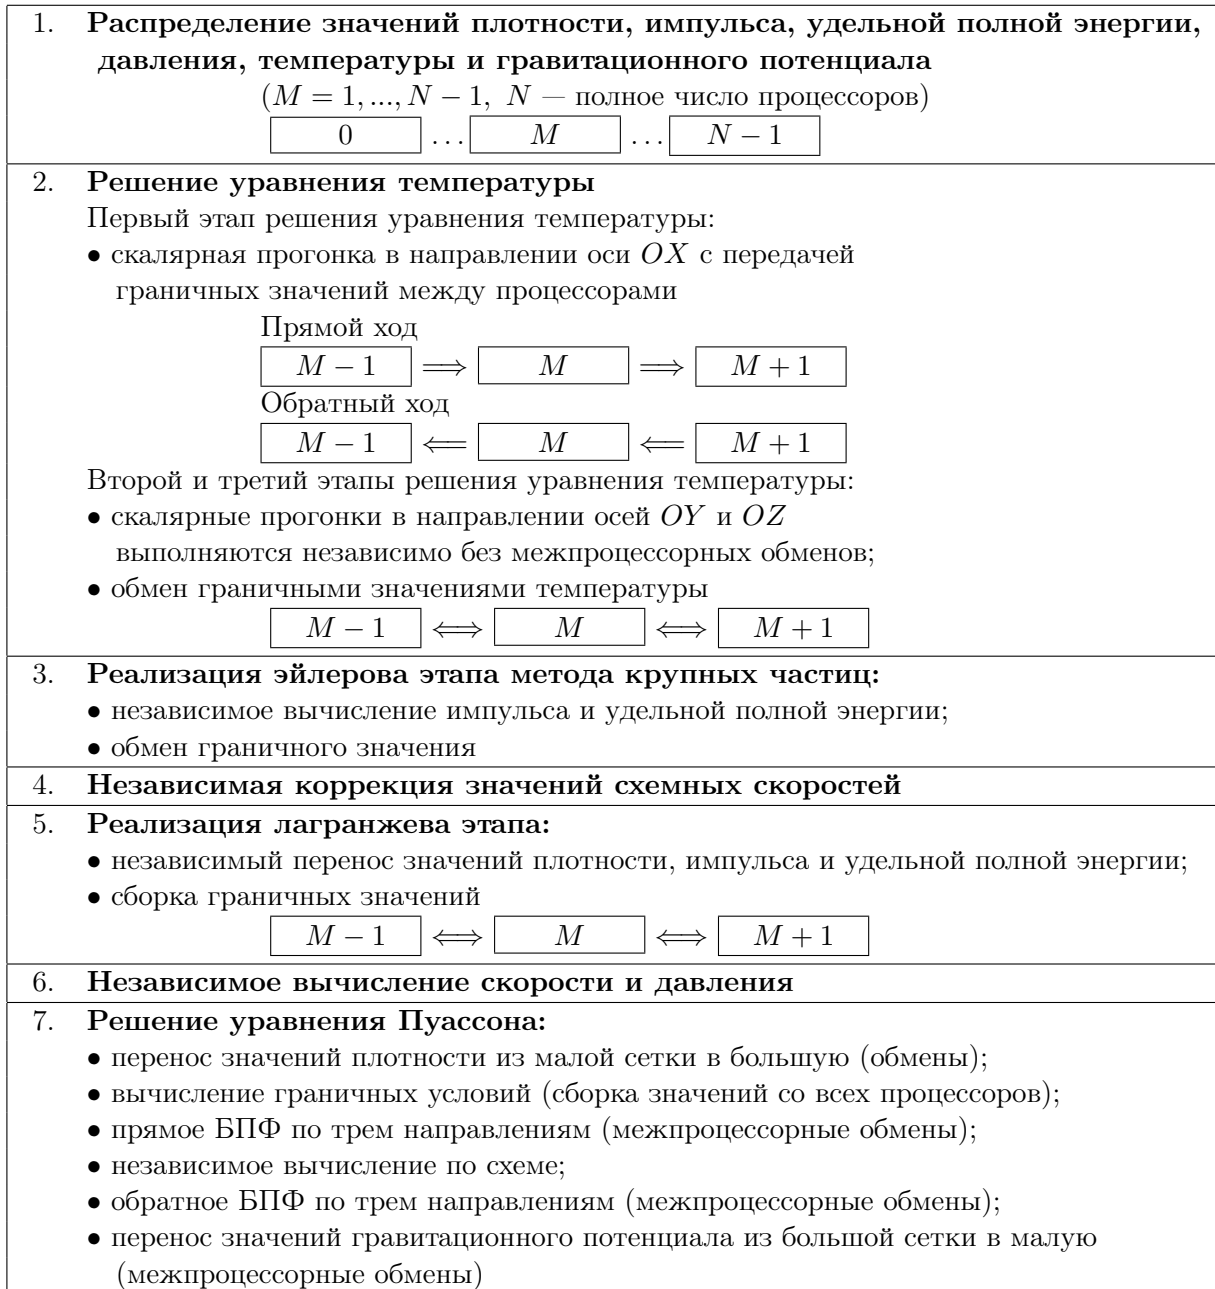 1. Распределение значений плотности, импульса, удельной полной энергии,
давления, температуры и гравитационного потенциала
(M = 1, ..., N − 1, N — полное число процессоров)
0 ... M ... N − 1
2. Решение уравнения температуры
Первый этап решения уравнения температуры:
• скалярная прогонка в направлении оси OX с передачей
граничных значений между процессорами
Прямой ход
M − 1 ⟹ M ⟹ M + 1
Обратный ход
M − 1 ⟸ M ⟸ M + 1
Второй и третий этапы решения уравнения температуры:
• скалярные прогонки в направлении осей OY и OZ
выполняются независимо без межпроцессорных обменов;
• обмен граничными значениями температуры
M − 1 ⟺ M ⟺ M + 1
3. Реализация эйлерова этапа метода крупных частиц:
• независимое вычисление импульса и удельной полной энергии;
• обмен граничного значения
4. Независимая коррекция значений схемных скоростей
5. Реализация лагранжева этапа:
• независимый перенос значений плотности, импульса и удельной полной энергии;
• сборка граничных значений
M − 1 ⟺ M ⟺ M + 1
6. Независимое вычисление скорости и давления
7. Решение уравнения Пуассона:
• перенос значений плотности из малой сетки в большую (обмены);
• вычисление граничных условий (сборка значений со всех процессоров);
• прямое БПФ по трем направлениям (межпроцессорные обмены);
• независимое вычисление по схеме;
• обратное БПФ по трем направлениям (межпроцессорные обмены);
• перенос значений гравитационного потенциала из большой сетки в малую
(межпроцессорные обмены)